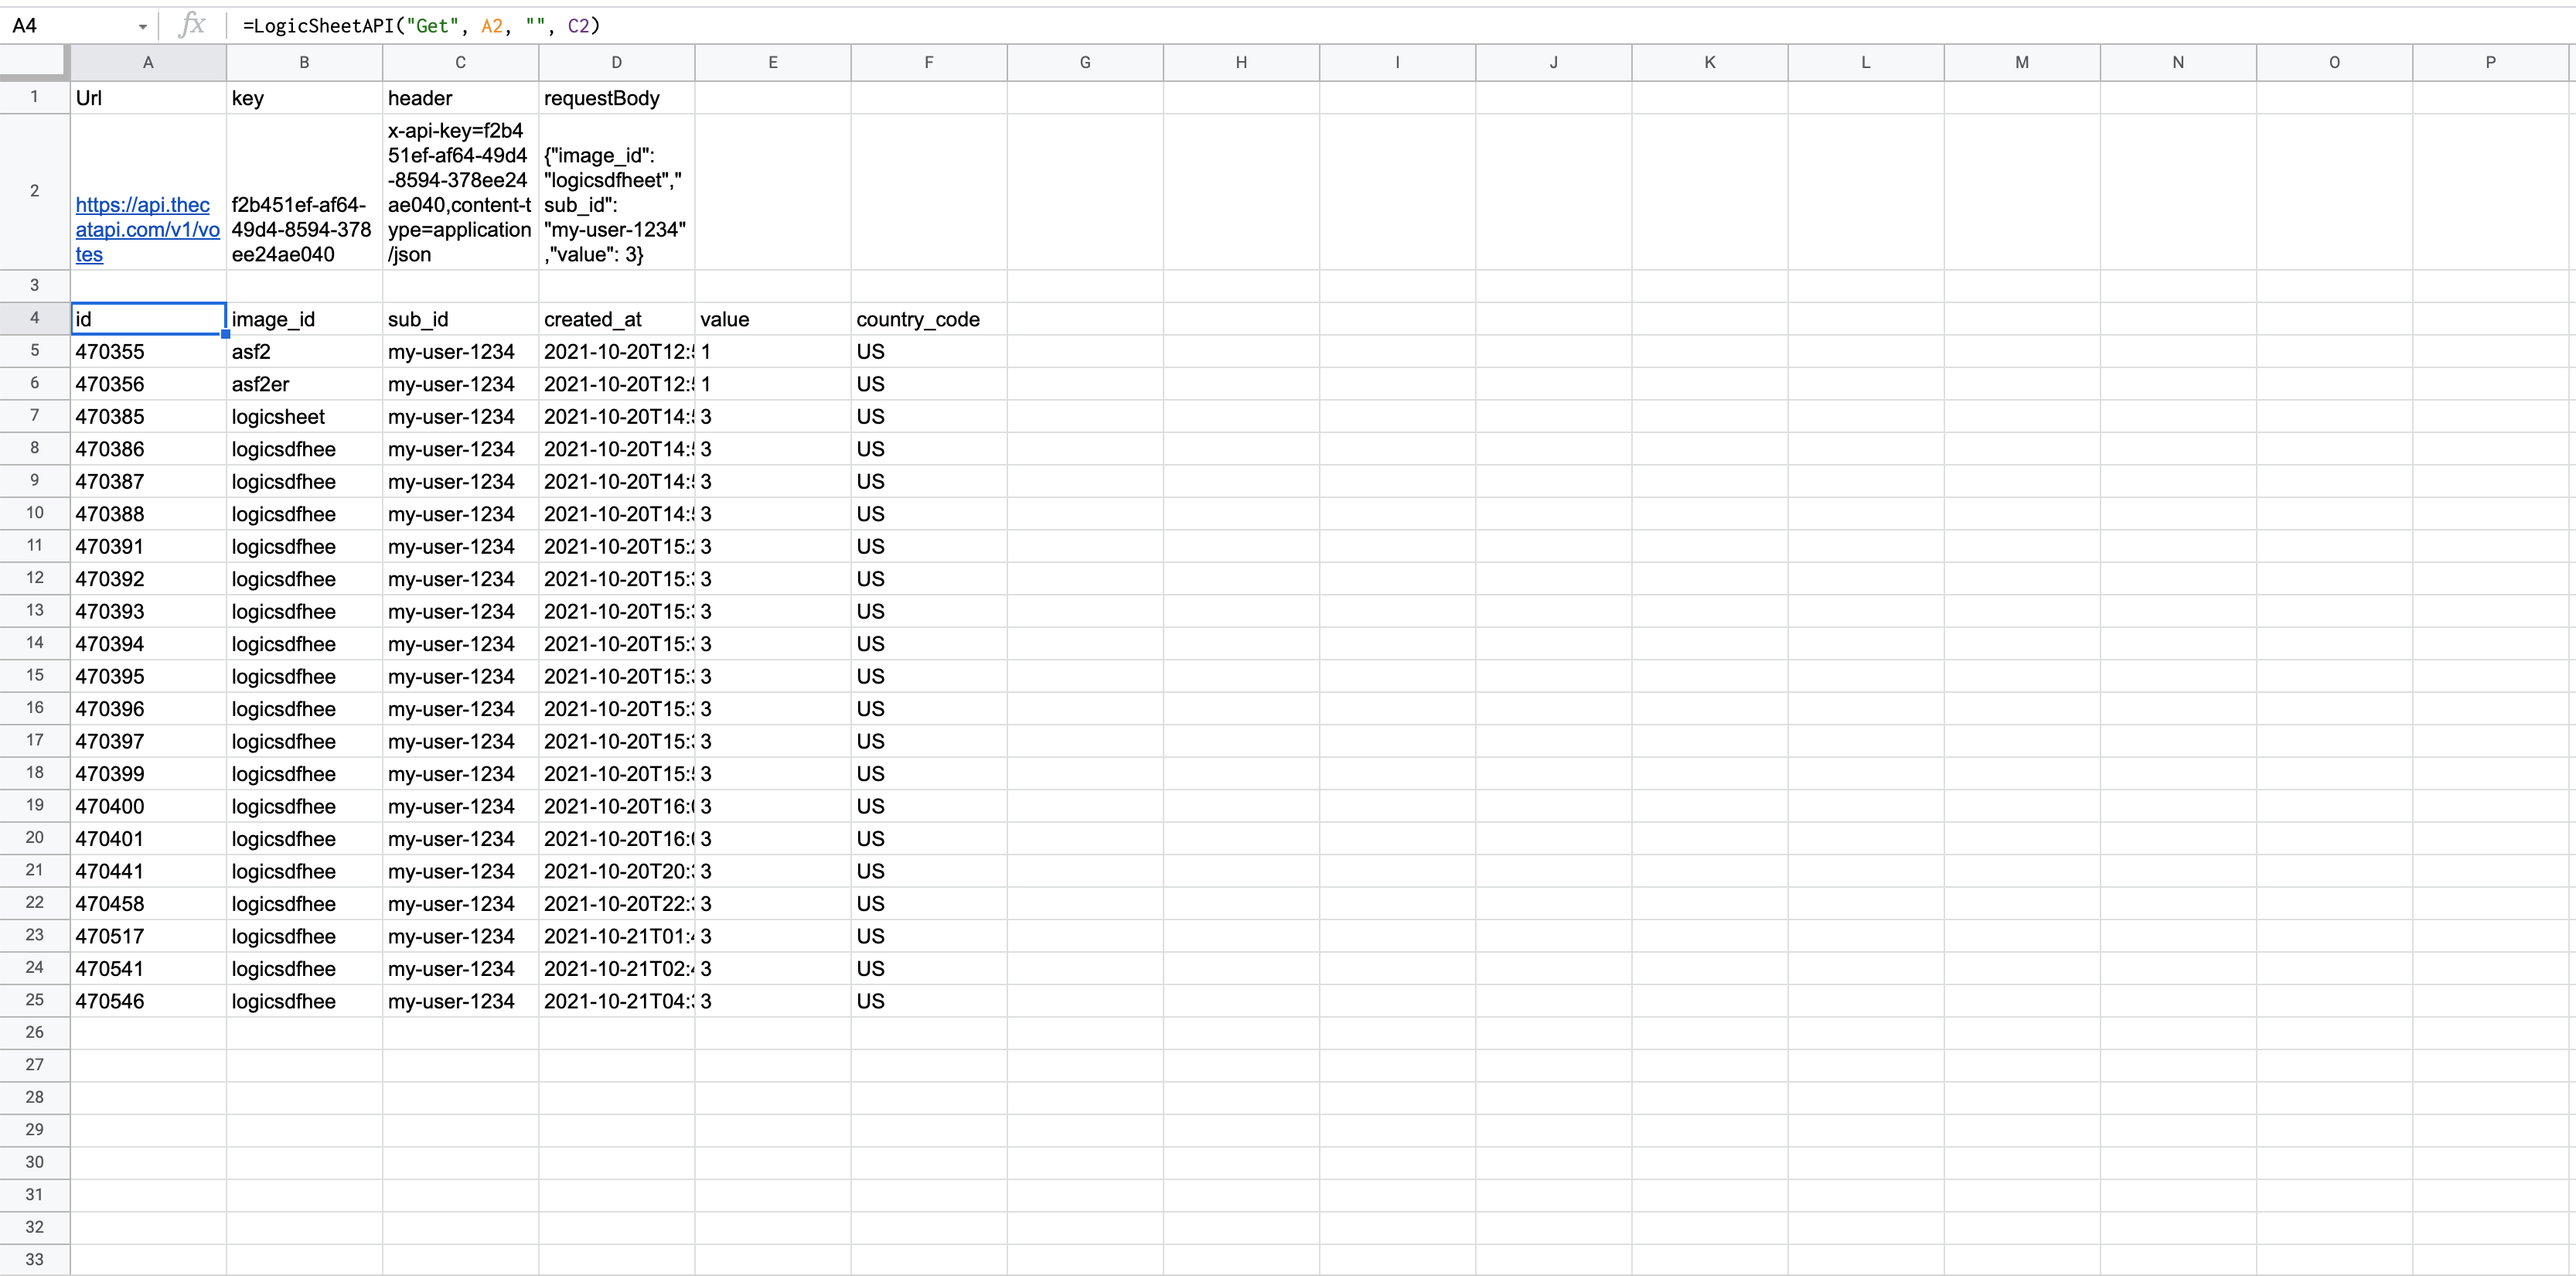 A4 fx =LogicSheetAPI("Get", A2, "", C2)
A B C D E F G H I J K L M N O P
1 Url key header requestBody
2
https://api.thec
atapi.com/v1/vo
tes
f2b451ef-af64-
49d4-8594-378
ee24ae040
x-api-key=f2b4
51ef-af64-49d4
-8594-378ee24
ae040,content-t
ype=application
/json
{"image_id":
"logicsdfheet","
sub_id":
"my-user-1234"
,"value": 3}
3
4 id image_id sub_id created_at value country_code
5 470355 asf2 my-user-1234 2021-10-20T12: 1 US
6 470356 asf2er my-user-1234 2021-10-20T12: 1 US
7 470385 logicsheet my-user-1234 2021-10-20T14: 3 US
8 470386 logicsdfhee my-user-1234 2021-10-20T14: 3 US
9 470387 logicsdfhee my-user-1234 2021-10-20T14: 3 US
10 470388 logicsdfhee my-user-1234 2021-10-20T14: 3 US
11 470391 logicsdfhee my-user-1234 2021-10-20T15: 3 US
12 470392 logicsdfhee my-user-1234 2021-10-20T15: 3 US
13 470393 logicsdfhee my-user-1234 2021-10-20T15: 3 US
14 470394 logicsdfhee my-user-1234 2021-10-20T15: 3 US
15 470395 logicsdfhee my-user-1234 2021-10-20T15: 3 US
16 470396 logicsdfhee my-user-1234 2021-10-20T15: 3 US
17 470397 logicsdfhee my-user-1234 2021-10-20T15: 3 US
18 470399 logicsdfhee my-user-1234 2021-10-20T15: 3 US
19 470400 logicsdfhee my-user-1234 2021-10-20T16: 3 US
20 470401 logicsdfhee my-user-1234 2021-10-20T16: 3 US
21 470441 logicsdfhee my-user-1234 2021-10-20T20: 3 US
22 470458 logicsdfhee my-user-1234 2021-10-20T22: 3 US
23 470517 logicsdfhee my-user-1234 2021-10-21T01: 3 US
24 470541 logicsdfhee my-user-1234 2021-10-21T02: 3 US
25 470546 logicsdfhee my-user-1234 2021-10-21T04: 3 US
26
27
28
29
30
31
32
33